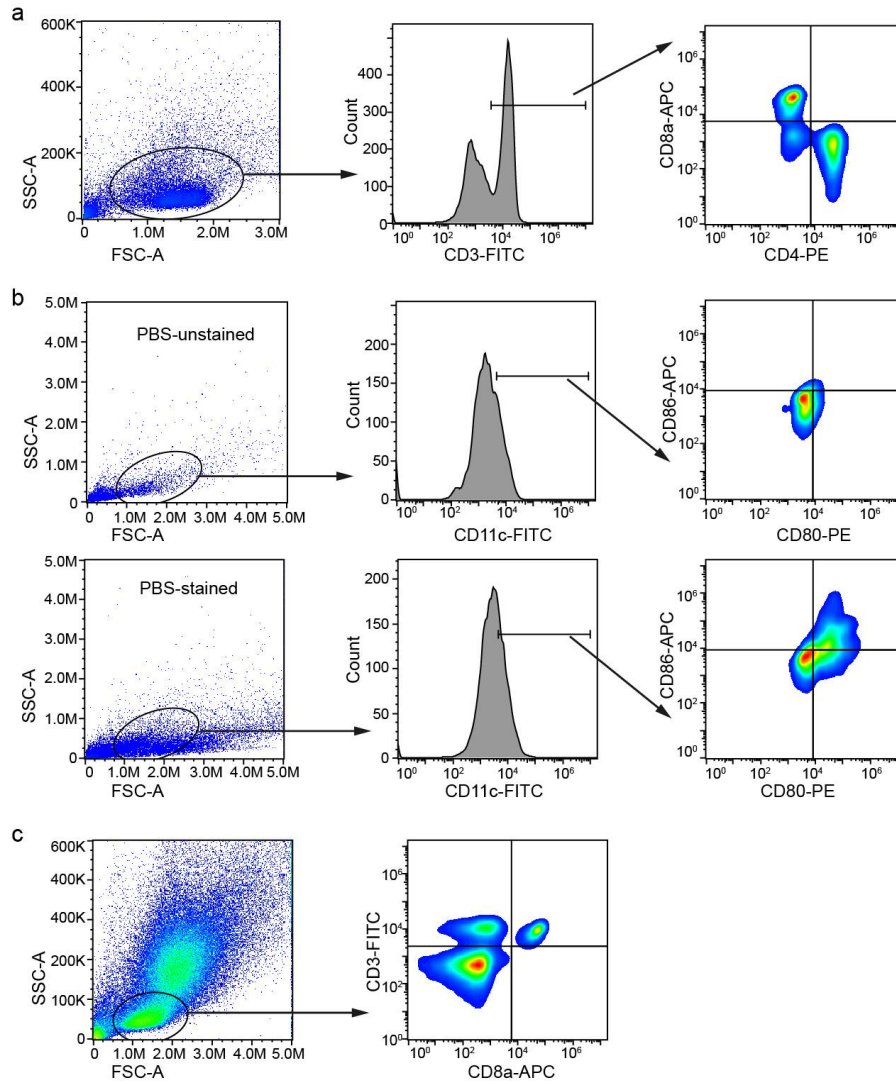 a
600K
400K
200K
0
SSC-A
0 1.0M 2.0M 3.0M
FSC-A
400
300
200
100
0
Count
10⁰ 10² 10⁴ 10⁶
CD3-FITC
10⁶
10⁴
10²
10⁰
CD8a-APC
10⁰ 10² 10⁴ 10⁶
CD4-PE
b
PBS-unstained
5.0M
4.0M
3.0M
2.0M
1.0M
0
SSC-A
0 1.0M 2.0M 3.0M 4.0M 5.0M
FSC-A
200
150
100
50
0
Count
10⁰ 10² 10⁴ 10⁶
CD11c-FITC
10⁶
10⁴
10²
10⁰
CD86-APC
10⁰ 10² 10⁴ 10⁶
CD80-PE
PBS-stained
5.0M
4.0M
3.0M
2.0M
1.0M
0
SSC-A
0 1.0M 2.0M 3.0M 4.0M 5.0M
FSC-A
200
150
100
50
0
Count
10⁰ 10² 10⁴ 10⁶
CD11c-FITC
10⁶
10⁴
10²
10⁰
CD86-APC
10⁰ 10² 10⁴ 10⁶
CD80-PE
c
600K
400K
400K
200K
100K
0
SSC-A
0 1.0M 2.0M 3.0M 5.0M
FSC-A
10⁶
10⁴
10²
10⁰
CD3-FITC
10⁰ 10² 10⁴ 10⁶
CD8a-APC